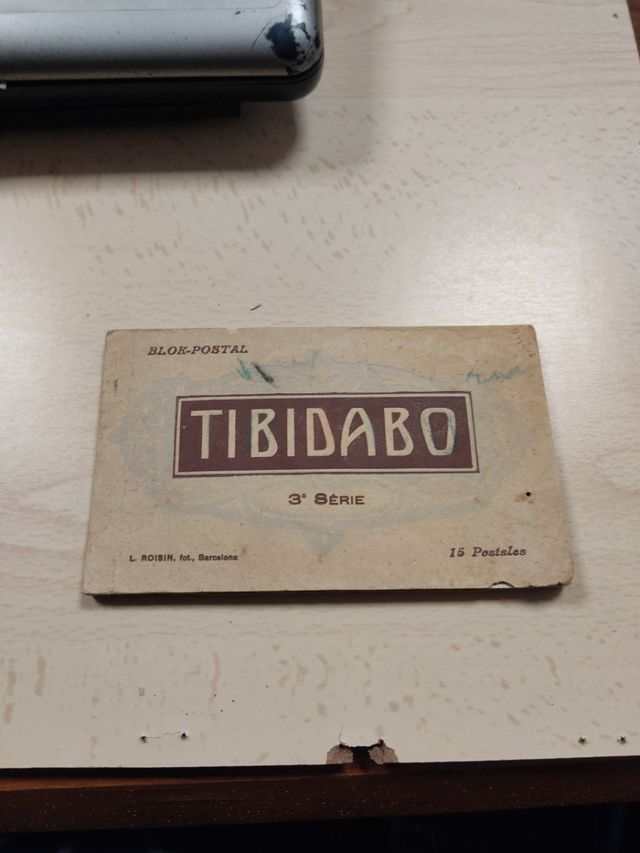 BLOK-POSTAL
TIBIDABO
3ª SÉRIE
L. ROISIN, fot., Barcelona
15 Postales